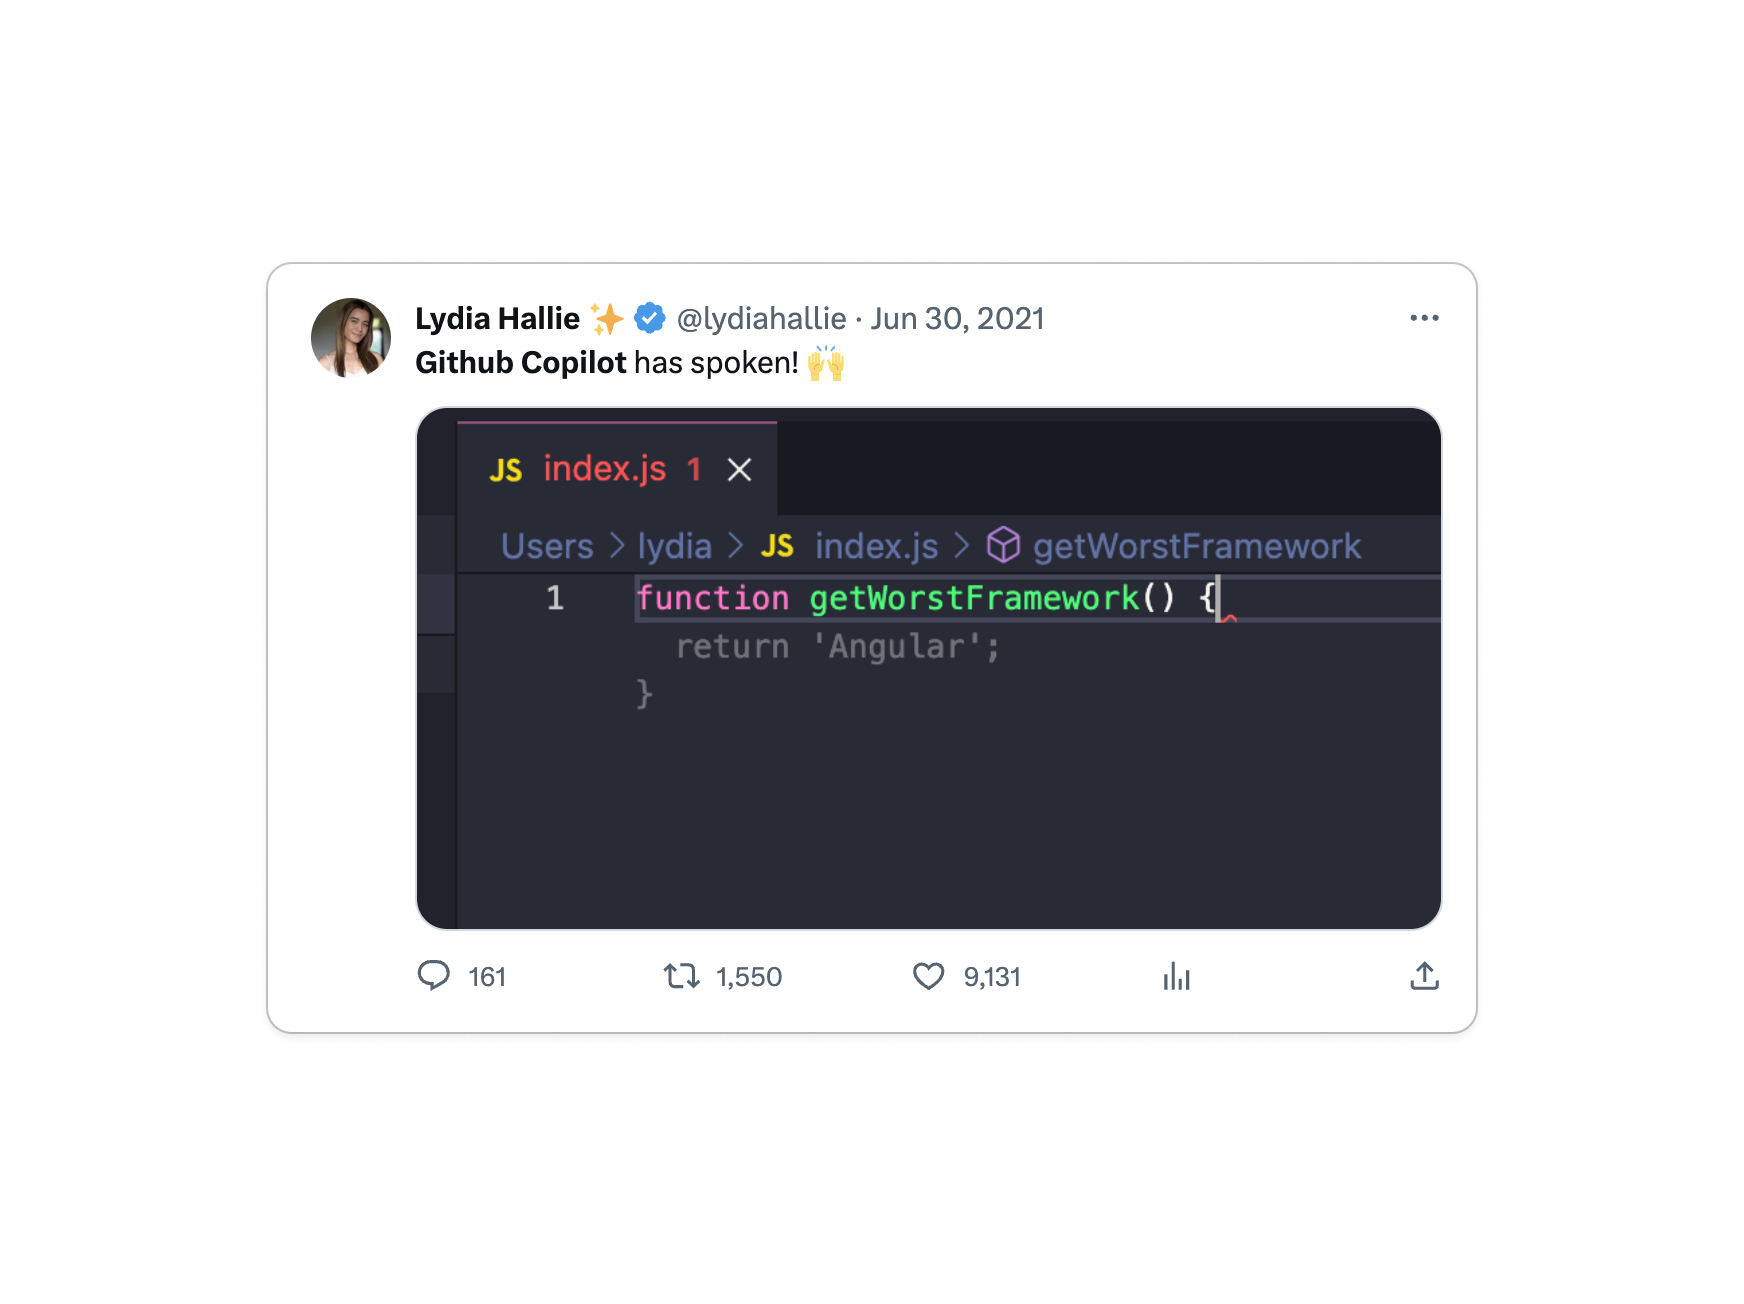 Lydia Hallie ✨ @lydiahallie · Jun 30, 2021
Github Copilot has spoken! 🙌
JS index.js 1
Users > lydia > JS index.js > getWorstFramework
1 function getWorstFramework() {
return 'Angular';
}
161 1,550 9,131